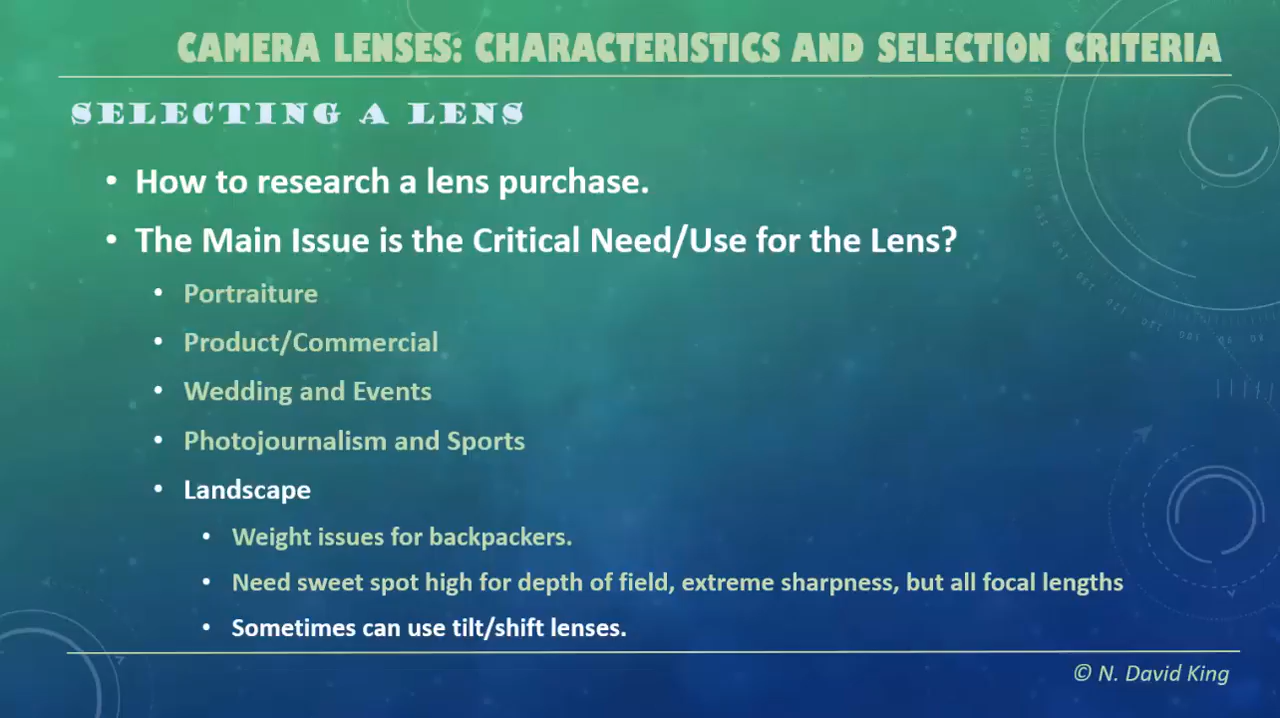 CAMERA LENSES: CHARACTERISTICS AND SELECTION CRITERIA
SELECTING A LENS
• How to research a lens purchase.
• The Main Issue is the Critical Need/Use for the Lens?
• Portraiture
• Product/Commercial
• Wedding and Events
• Photojournalism and Sports
• Landscape
• Weight issues for backpackers.
• Need sweet spot high for depth of field, extreme sharpness, but all focal lengths
• Sometimes can use tilt/shift lenses.
© N. David King